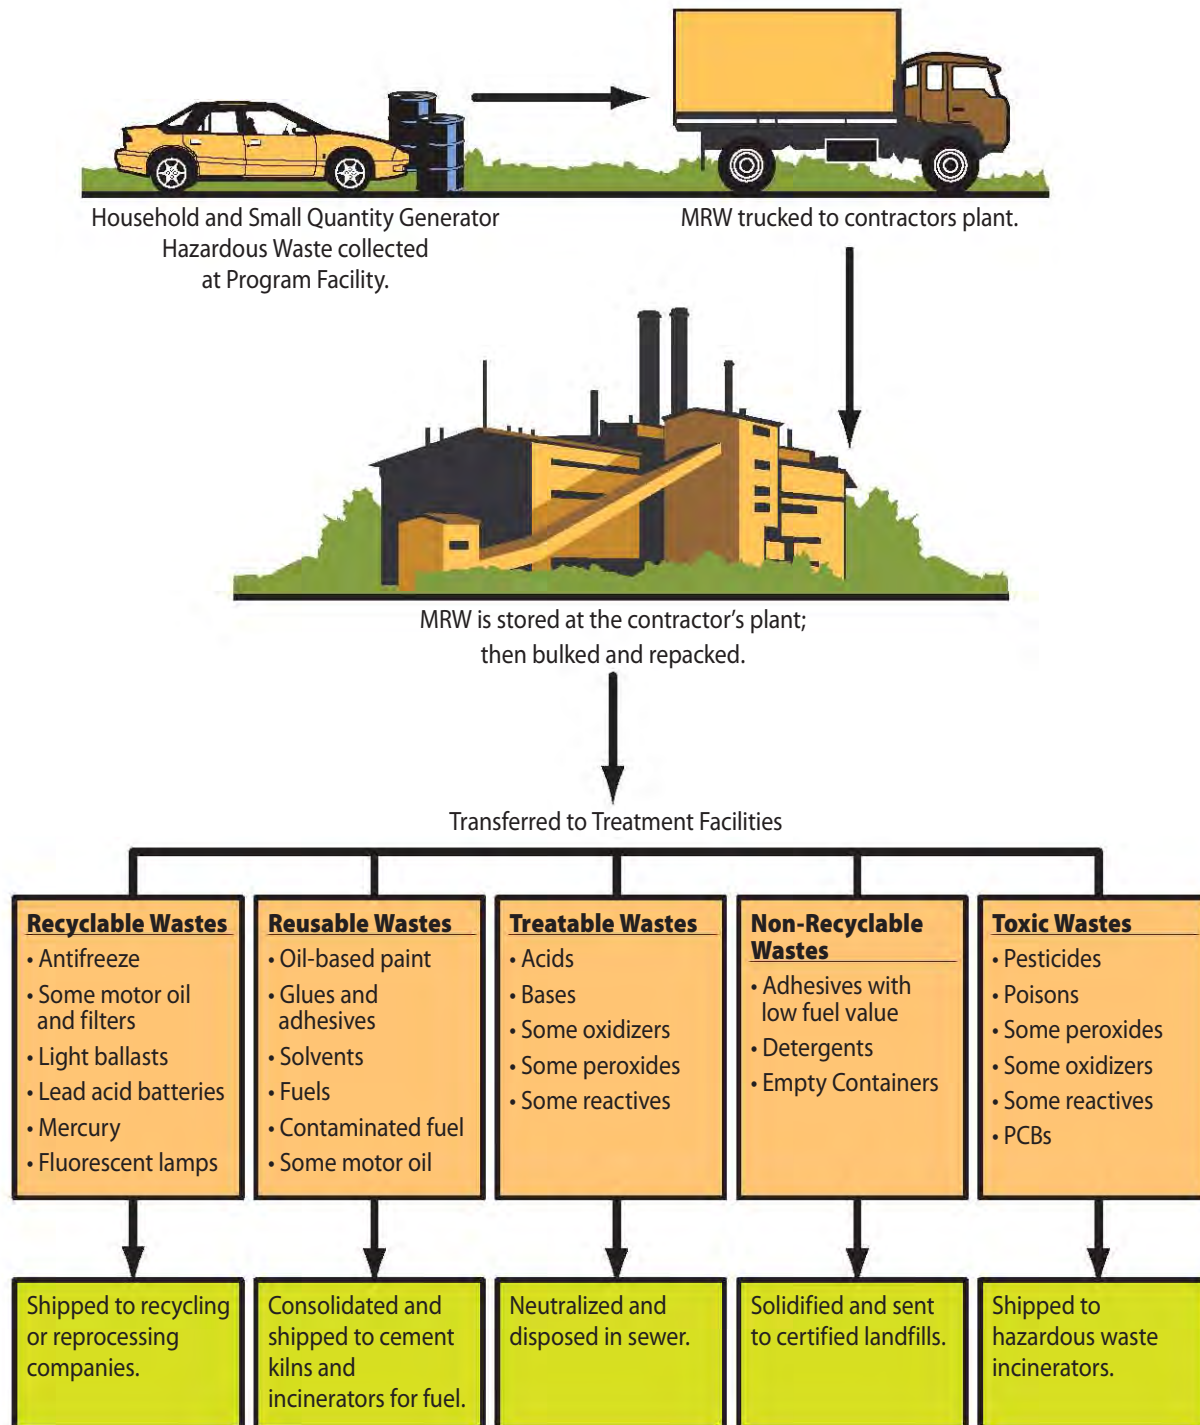 Household and Small Quantity Generator
Hazardous Waste collected
at Program Facility.
MRW trucked to contractors plant.
MRW is stored at the contractor’s plant;
then bulked and repacked.
Transferred to Treatment Facilities
Recyclable Wastes
• Antifreeze
• Some motor oil
and filters
• Light ballasts
• Lead acid batteries
• Mercury
• Fluorescent lamps
Reusable Wastes
• Oil-based paint
• Glues and
adhesives
• Solvents
• Fuels
• Contaminated fuel
• Some motor oil
Treatable Wastes
• Acids
• Bases
• Some oxidizers
• Some peroxides
• Some reactives
Non-Recyclable
Wastes
• Adhesives with
low fuel value
• Detergents
• Empty Containers
Toxic Wastes
• Pesticides
• Poisons
• Some peroxides
• Some oxidizers
• Some reactives
• PCBs
Shipped to recycling
or reprocessing
companies.
Consolidated and
shipped to cement
kilns and
incinerators for fuel.
Neutralized and
disposed in sewer.
Solidified and sent
to certified landfills.
Shipped to
hazardous waste
incinerators.